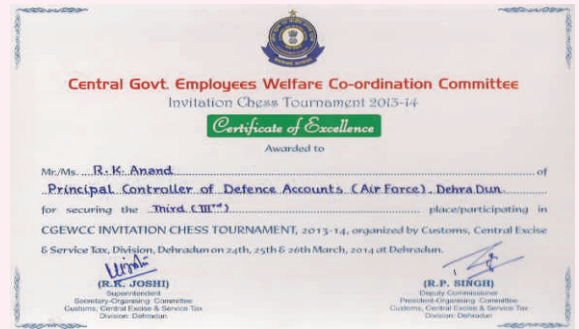 Central Govt. Employees Welfare Co-ordination Committee
Invitation Chess Tournament 2013-14
Certificate of Excellence
Awarded to
Mr./Ms. R.K. Anand of
Principal Controller of Defence Accounts (Air Force), Dehra Dun.
for securing the Third (IIIrd) place/participating in
CGEWCC INVITATION CHESS TOURNAMENT, 2013-14, organized by Customs, Central Excise
& Service Tax, Division, Dehradun on 24th, 25th & 26th March, 2014 at Dehradun.
(R.K. JOSHI)
Superintendent
Secretary-Organising Committee
Customs, Central Excise & Service Tax
Division: Dehradun
(R.P. SINGH)
Deputy Commissioner
President-Organising Committee
Customs, Central Excise & Service Tax
Division: Dehradun